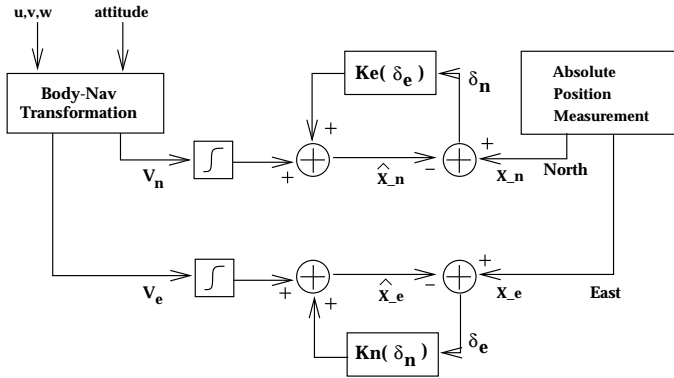 u,v,w
attitude
Body-Nav
Transformation
Ke( δe )
δn
Absolute
Position
Measurement
+
+
+
Vn
X̂_n
−
X_n
North
+
+
+
Ve
X̂_e
−
X_e
East
Kn( δn )
δe